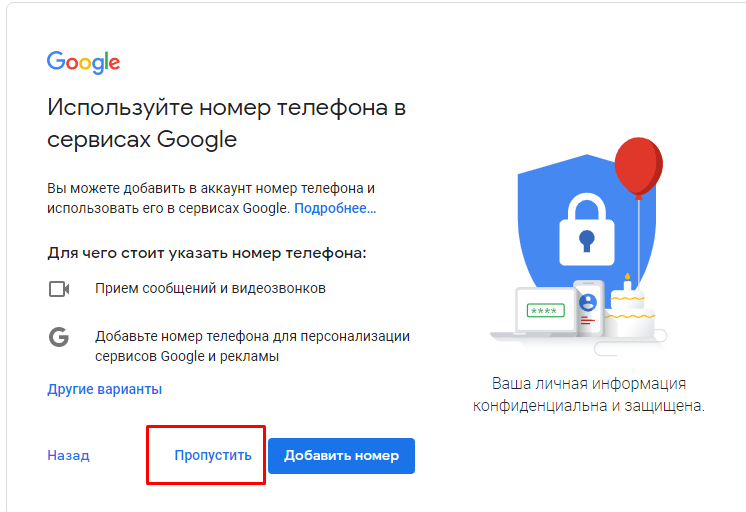 Google
Используйте номер телефона в
сервисах Google
Вы можете добавить в аккаунт номер телефона и
использовать его в сервисах Google. Подробнее…
Для чего стоит указать номер телефона:
Прием сообщений и видеозвонков
G
Добавьте номер телефона для персонализации
сервисов Google и рекламы
Другие варианты
Назад
Пропустить
Добавить номер
****
Ваша личная информация
конфиденциальна и защищена.